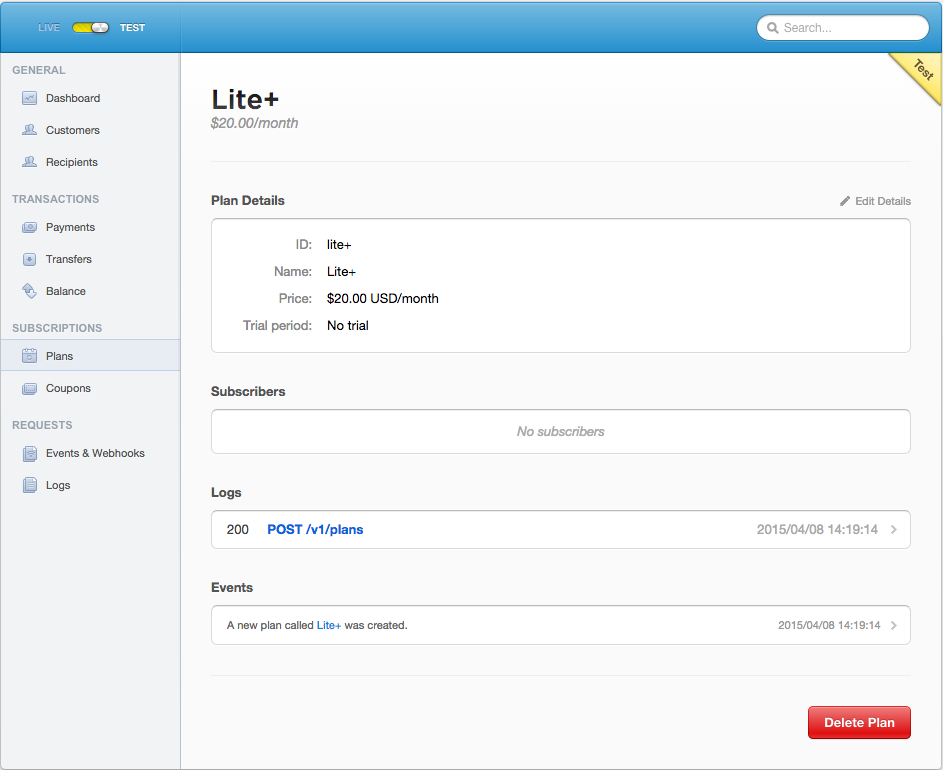 LIVE TEST
Search...
Test
GENERAL
Dashboard
Customers
Recipients
TRANSACTIONS
Payments
Transfers
Balance
SUBSCRIPTIONS
Plans
Coupons
REQUESTS
Events & Webhooks
Logs
Lite+
$20.00/month
Plan Details
Edit Details
ID: lite+
Name: Lite+
Price: $20.00 USD/month
Trial period: No trial
Subscribers
No subscribers
Logs
200 POST /v1/plans 2015/04/08 14:19:14
Events
A new plan called Lite+ was created. 2015/04/08 14:19:14
Delete Plan